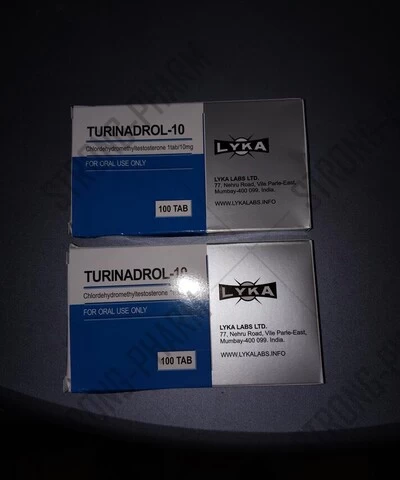 TURINADROL-10
Chlordehydromethyltestosterone 1tab/10mg
FOR ORAL USE ONLY
100 TAB
LYKA
LYKA LABS LTD.
77, Nehru Road, Vile Parle-East,
Mumbay-400 099. India.
WWW.LYKALABS.INFO
TURINADROL-10
Chlordehydromethyltestosterone
FOR ORAL USE ONLY
100 TAB
LYKA
LYKA LABS LTD.
77, Nehru Road, Vile Parle-East,
Mumbay-400 099. India.
WWW.LYKALABS.INFO
STRONG-PHARM